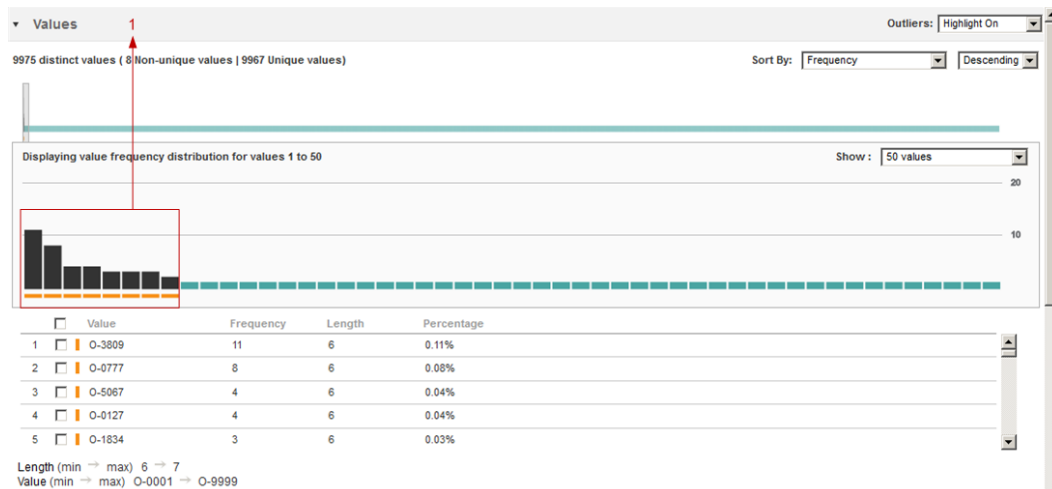 Values 1 Outliers: Highlight On
9975 distinct values ( 8 Non-unique values | 9967 Unique values) Sort By: Frequency Descending
Displaying value frequency distribution for values 1 to 50 Show : 50 values
20
10
Value Frequency Length Percentage
1 O-3809 11 6 0.11%
2 O-0777 8 6 0.08%
3 O-5067 4 6 0.04%
4 O-0127 4 6 0.04%
5 O-1834 3 6 0.03%
Length (min → max) 6 → 7
Value (min → max) O-0001 → O-9999